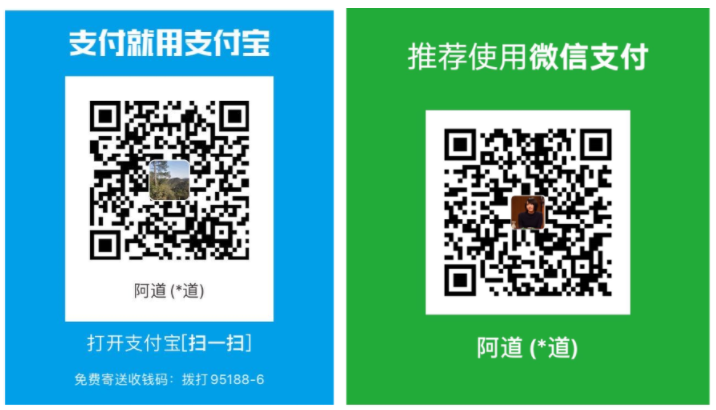 支付就用支付宝
阿道 (*道)
打开支付宝[扫一扫]
免费寄送收钱码：拨打 95188-6
推荐使用微信支付
阿道 (*道)